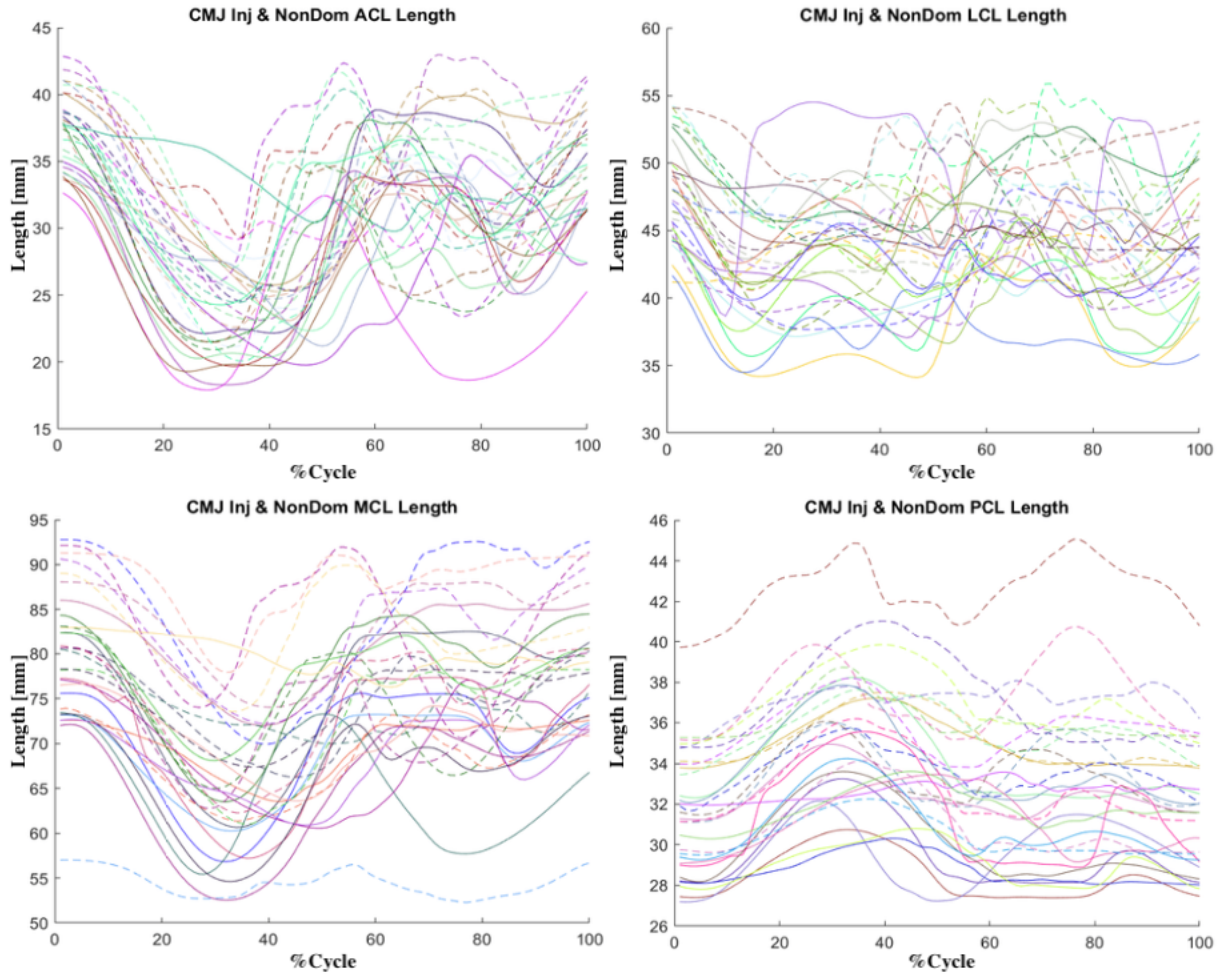 CMJ Inj & NonDom ACL Length
Length [mm]
45
40
35
30
25
20
15
0 20 40 60 80 100
%Cycle
CMJ Inj & NonDom LCL Length
Length [mm]
60
55
50
45
40
35
30
0 20 40 60 80 100
%Cycle
CMJ Inj & NonDom MCL Length
Length [mm]
95
90
85
80
75
70
65
60
55
50
0 20 40 60 80 100
%Cycle
CMJ Inj & NonDom PCL Length
Length [mm]
46
44
42
40
38
36
34
32
30
28
26
0 20 40 60 80 100
%Cycle